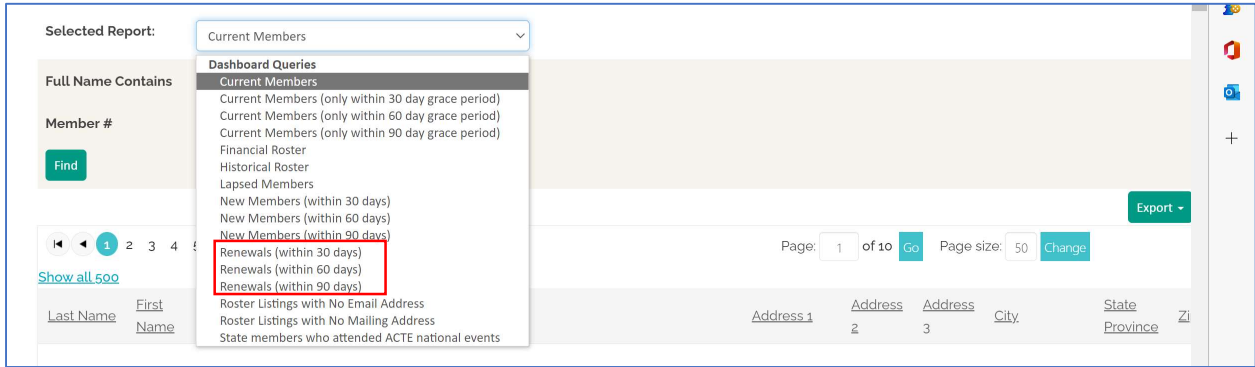 Selected Report:
Current Members
Dashboard Queries
Current Members
Current Members (only within 30 day grace period)
Current Members (only within 60 day grace period)
Current Members (only within 90 day grace period)
Financial Roster
Historical Roster
Lapsed Members
New Members (within 30 days)
New Members (within 60 days)
New Members (within 90 days)
Renewals (within 30 days)
Renewals (within 60 days)
Renewals (within 90 days)
Roster Listings with No Email Address
Roster Listings with No Mailing Address
State members who attended ACTE national events
Full Name Contains
Member #
Find
Export
1 2 3 4
Page: 1 of 10 Go Page size: 50 Change
Show all 500
Last Name
First
Name
Address 1
Address
2
Address
3
City
State
Province